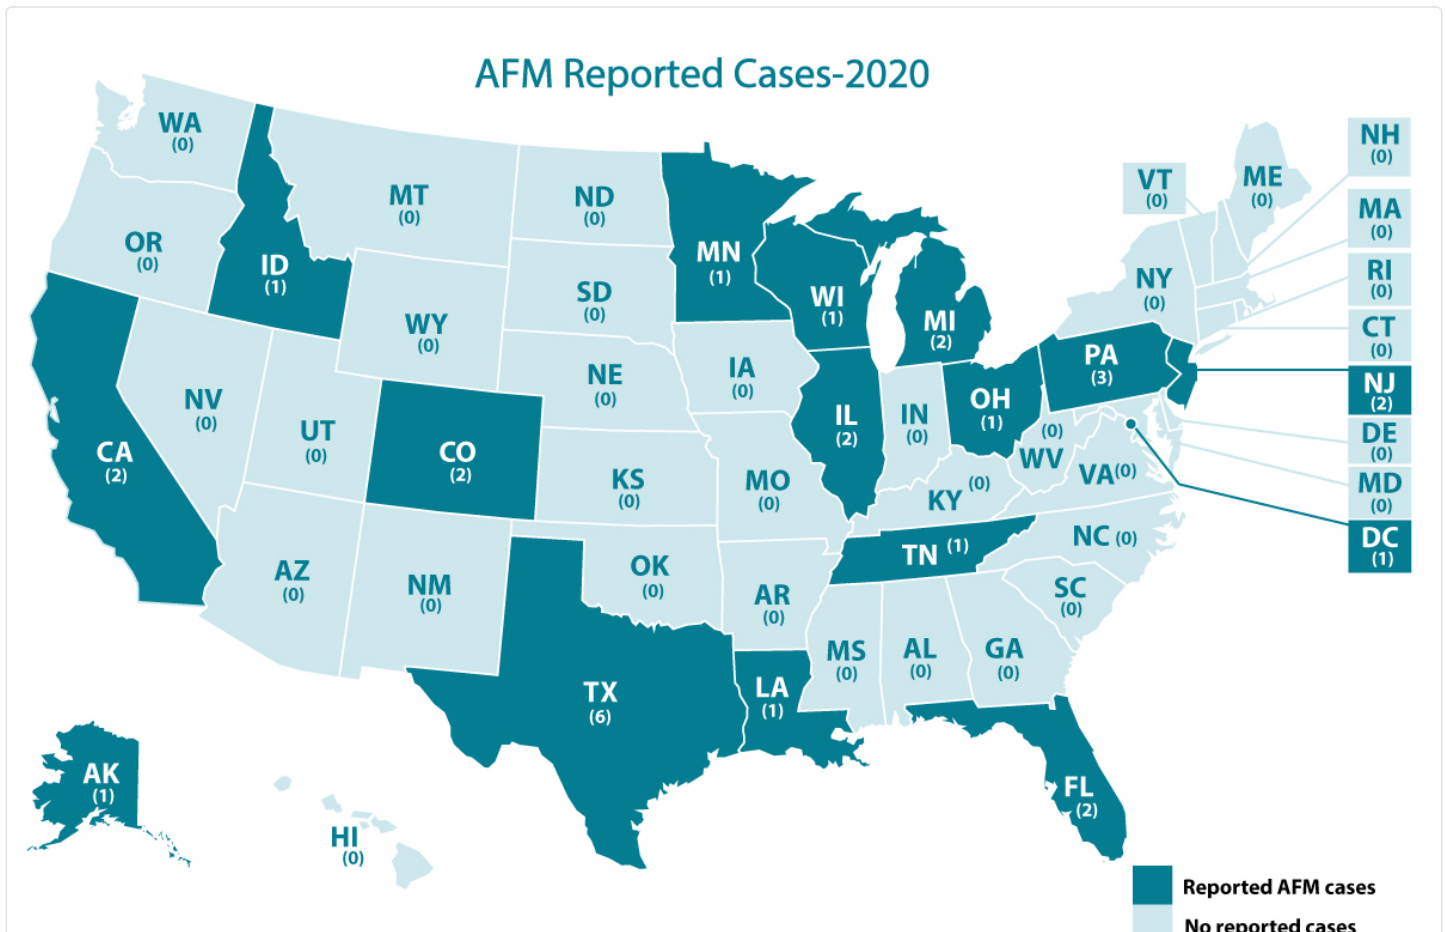 AFM Reported Cases-2020
WA
(0)
OR
(0)
CA
(2)
ID
(1)
NV
(0)
MT
(0)
WY
(0)
UT
(0)
CO
(2)
AZ
(0)
NM
(0)
ND
(0)
SD
(0)
NE
(0)
KS
(0)
OK
(0)
TX
(6)
MN
(1)
IA
(0)
MO
(0)
AR
(0)
LA
(1)
WI
(1)
IL
(2)
MI
(2)
IN
(0)
OH
(1)
KY (0)
TN (1)
MS
(0)
AL
(0)
GA
(0)
FL
(2)
SC
(0)
NC (0)
VA(0)
(0)
WV
PA
(3)
NY
(0)
VT
(0)
ME
(0)
NH
(0)
MA
(0)
RI
(0)
CT
(0)
NJ
(2)
DE
(0)
MD
(0)
DC
(1)
AK
(1)
HI
(0)
Reported AFM cases
No reported cases